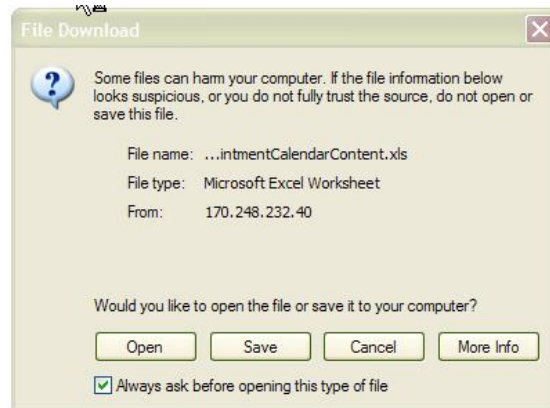 File Download
Some files can harm your computer. If the file information below
looks suspicious, or you do not fully trust the source, do not open or
save this file.
File name: ...intmentCalendarContent.xls
File type: Microsoft Excel Worksheet
From: 170.248.232.40
Would you like to open the file or save it to your computer?
Open Save Cancel More Info
Always ask before opening this type of file